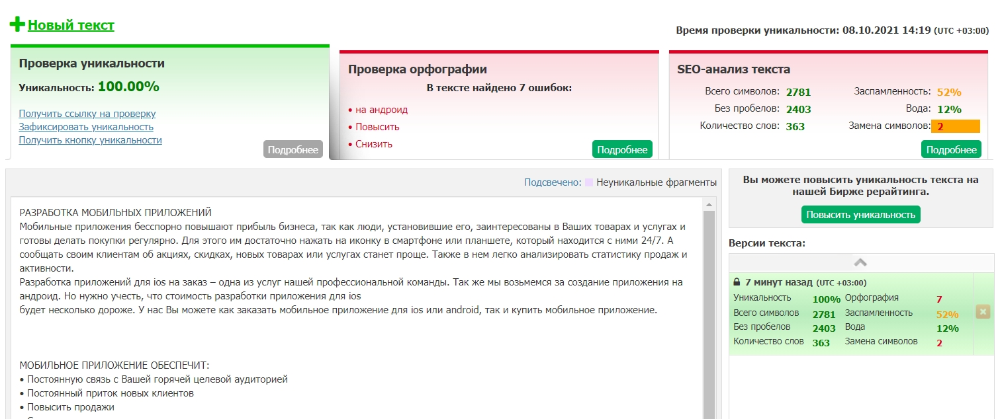 Новый текст
Время проверки уникальности: 08.10.2021 14:19 (UTC +03:00)
Проверка уникальности
Уникальность: 100.00%
Получить ссылку на проверку
Зафиксировать уникальность
Получить кнопку уникальности
Подробнее
Проверка орфографии
В тексте найдено 7 ошибок:
• на андроид
• Повысить
• Снизить
Подробнее
SEO-анализ текста
Всего символов: 2781
Без пробелов: 2403
Количество слов: 363
Заспамленность: 52%
Вода: 12%
Замена символов: 2
Подробнее
Подсвечено: Неуникальные фрагменты
РАЗРАБОТКА МОБИЛЬНЫХ ПРИЛОЖЕНИЙ
Мобильные приложения бесспорно повышают прибыль бизнеса, так как люди, установившие его, заинтересованы в Ваших товарах и услугах и
готовы делать покупки регулярно. Для этого им достаточно нажать на иконку в смартфоне или планшете, который находится с ними 24/7. А
сообщать своим клиентам об акциях, скидках, новых товарах или услугах станет проще. Также в нем легко анализировать статистику продаж и
активности.
Разработка приложений для ios на заказ – одна из услуг нашей профессиональной команды. Так же мы возьмемся за создание приложения на
андроид. Но нужно учесть, что стоимость разработки приложения для ios
будет несколько дороже. У нас Вы можете как заказать мобильное приложение для ios или android, так и купить мобильное приложение.
МОБИЛЬНОЕ ПРИЛОЖЕНИЕ ОБЕСПЕЧИТ:
• Постоянную связь с Вашей горячей целевой аудиторией
• Постоянный приток новых клиентов
• Повысить продажи
Вы можете повысить уникальность текста на
нашей Бирже рерайтинга.
Повысить уникальность
Версии текста:
7 минут назад (UTC +03:00)
Уникальность 100% Орфография 7
Всего символов 2781 Заспамленность 52%
Без пробелов 2403 Вода 12%
Количество слов 363 Замена символов 2